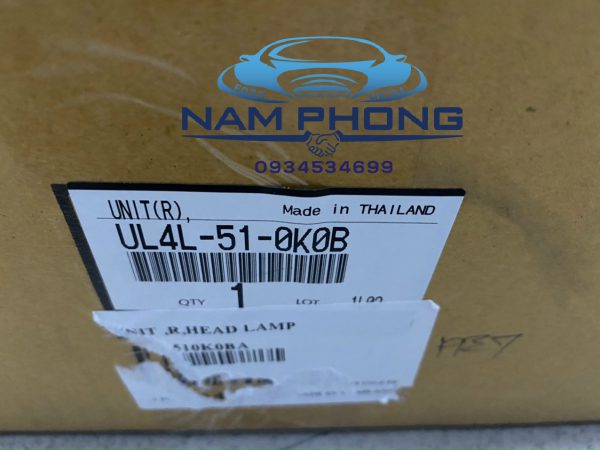 NAM PHONG
0934534699
UNIT(R), Made in THAILAND
UL4L-51-0K0B
QTY 1 LOT
,R,HEAD LAMP
510K0BA